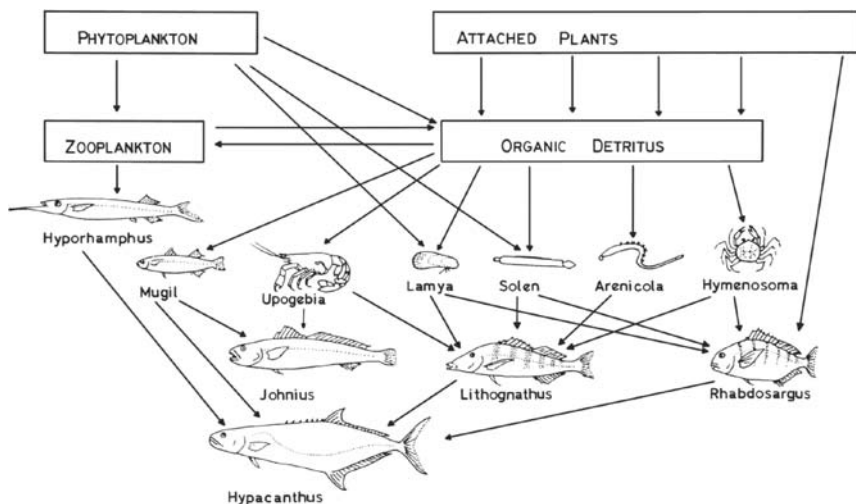 PHYTOPLANKTON
ATTACHED PLANTS
ZOOPLANKTON
ORGANIC DETRITUS
Hyporhamphus
Mugil
Upogebia
Lamya
Solen
Arenicola
Hymenosoma
Johnius
Lithognathus
Rhabdosargus
Hypacanthus